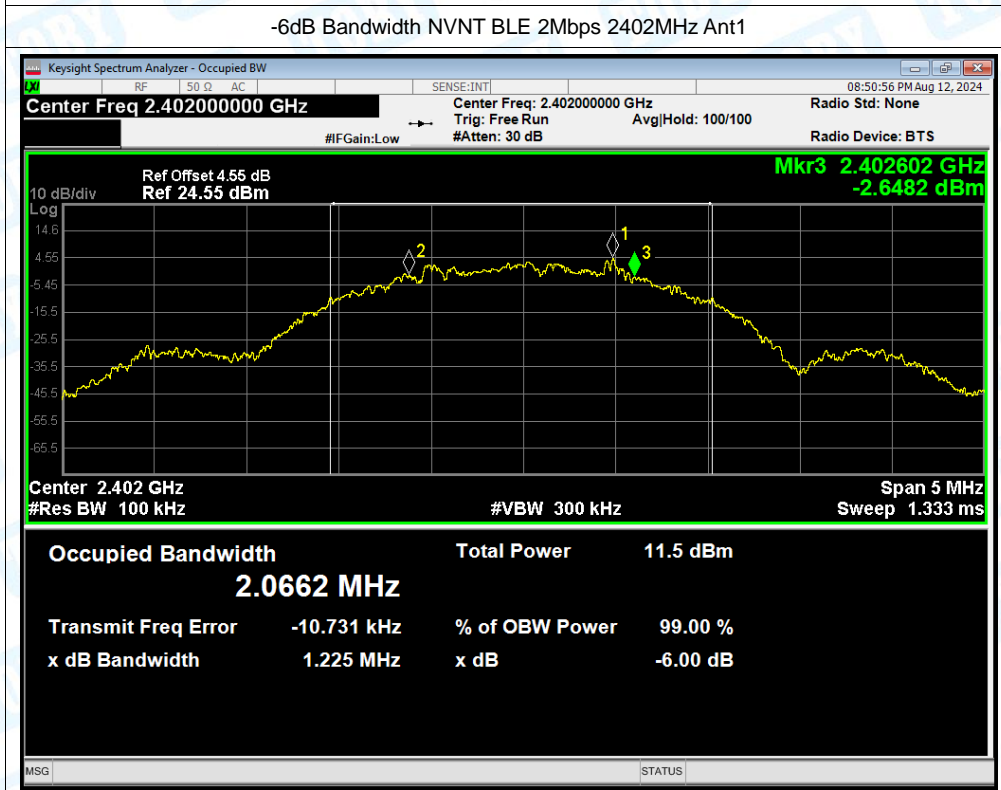 -6dB Bandwidth NVNT BLE 2Mbps 2402MHz Ant1
Keysight Spectrum Analyzer - Occupied BW
LXI RF 50 Ω AC SENSE:INT 08:50:56 PM Aug 12, 2024
Center Freq 2.402000000 GHz
Center Freq: 2.402000000 GHz
Radio Std: None
Trig: Free Run
Avg|Hold: 100/100
#IFGain:Low
#Atten: 30 dB
Radio Device: BTS
Mkr3 2.402602 GHz
-2.6482 dBm
Ref Offset 4.55 dB
10 dB/div
Ref 24.55 dBm
Log
14.6
4.55
-5.45
-15.5
-25.5
-35.5
-45.5
-55.5
-65.5
2
1
3
Center 2.402 GHz
Span 5 MHz
#Res BW 100 kHz
#VBW 300 kHz
Sweep 1.333 ms
Occupied Bandwidth
Total Power 11.5 dBm
2.0662 MHz
Transmit Freq Error -10.731 kHz
% of OBW Power 99.00 %
x dB Bandwidth 1.225 MHz
x dB -6.00 dB
MSG
STATUS